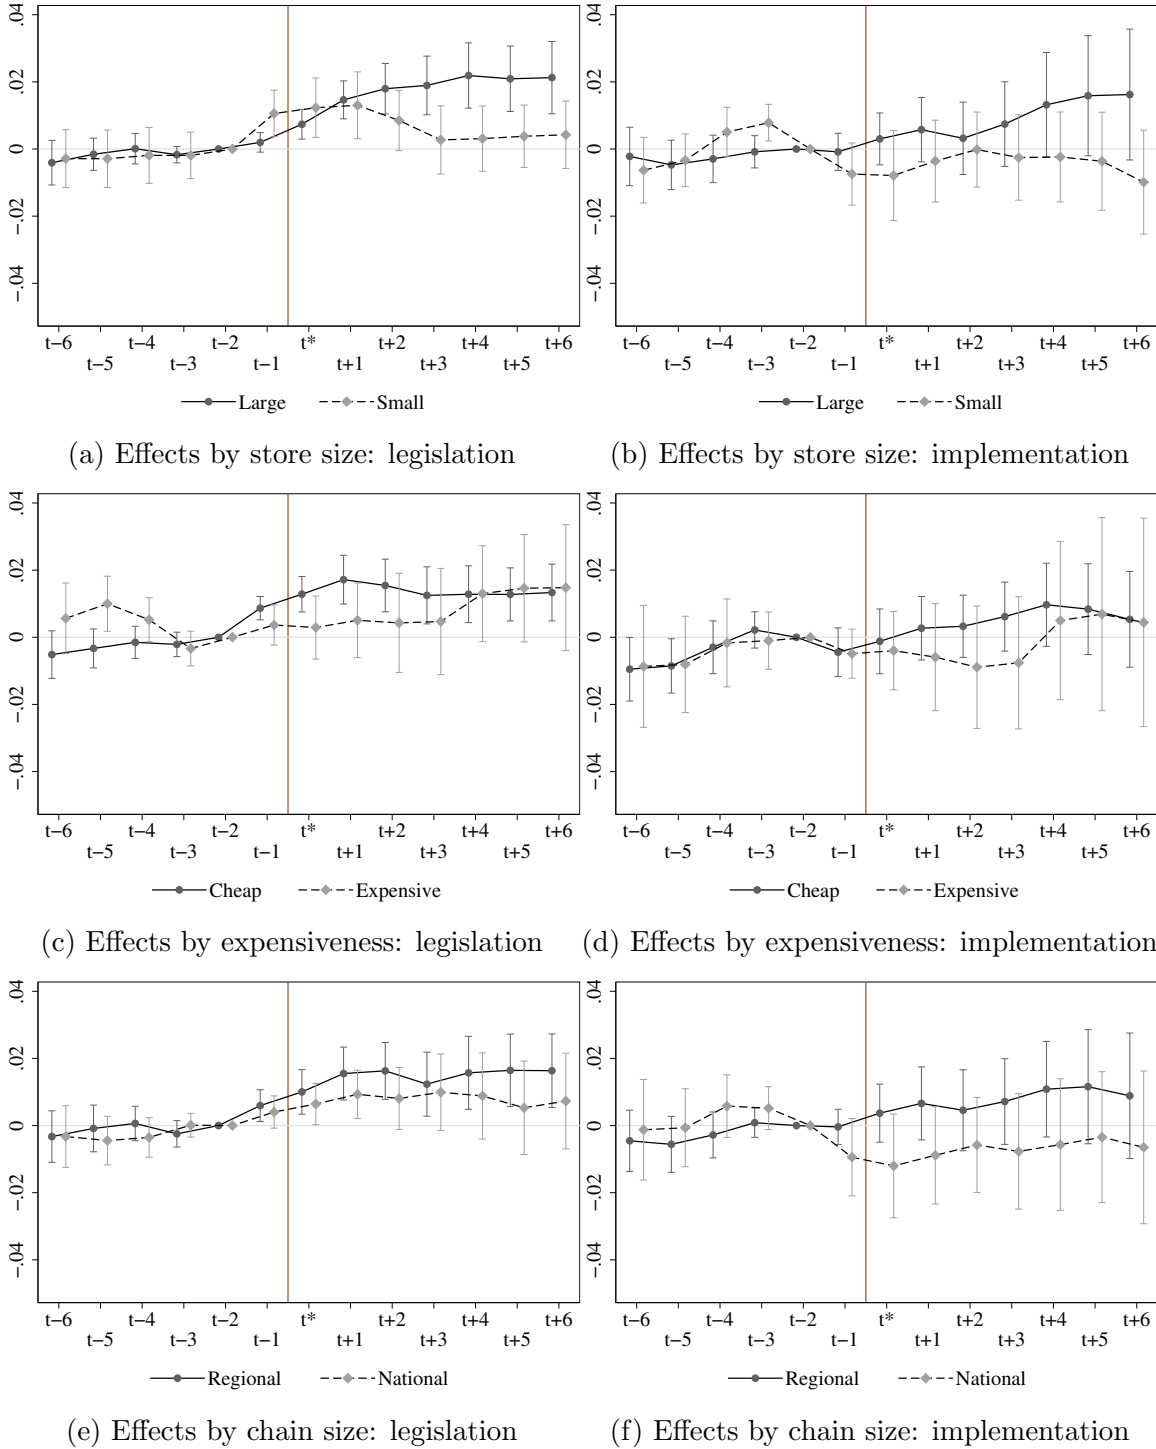 .04 .02 0 -.02 -.04
.04 .02 0 -.02 -.04
t−6 t−4 t−2 t* t+2 t+4 t+6
t−5 t−3 t−1 t+1 t+3 t+5
t−6 t−4 t−2 t* t+2 t+4 t+6
t−5 t−3 t−1 t+1 t+3 t+5
Large Small
Large Small
(a) Effects by store size: legislation
(b) Effects by store size: implementation
.04 .02 0 -.02 -.04
.04 .02 0 -.02 -.04
t−6 t−4 t−2 t* t+2 t+4 t+6
t−5 t−3 t−1 t+1 t+3 t+5
t−6 t−4 t−2 t* t+2 t+4 t+6
t−5 t−3 t−1 t+1 t+3 t+5
Cheap Expensive
Cheap Expensive
(c) Effects by expensiveness: legislation
(d) Effects by expensiveness: implementation
.04 .02 0 -.02 -.04
.04 .02 0 -.02 -.04
t−6 t−4 t−2 t* t+2 t+4 t+6
t−5 t−3 t−1 t+1 t+3 t+5
t−6 t−4 t−2 t* t+2 t+4 t+6
t−5 t−3 t−1 t+1 t+3 t+5
Regional National
Regional National
(e) Effects by chain size: legislation
(f) Effects by chain size: implementation